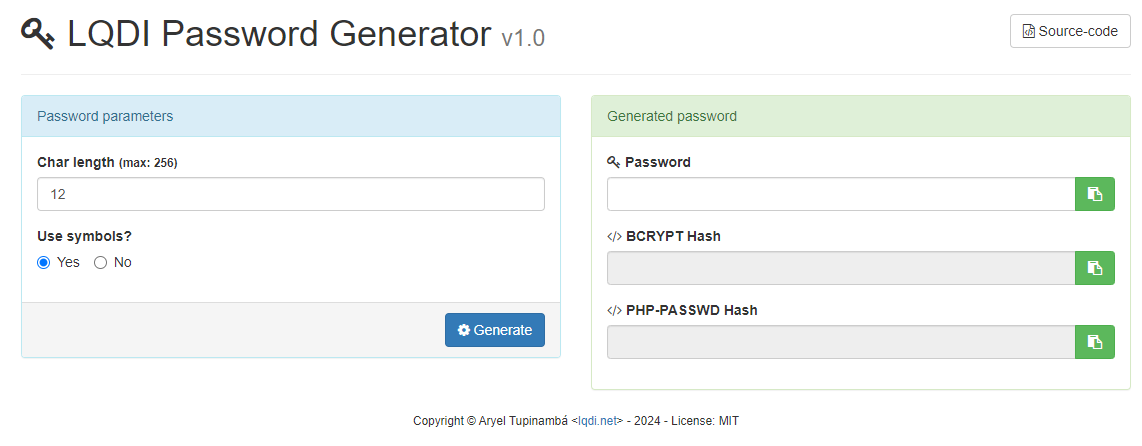 LQDI Password Generator v1.0
Source-code
Password parameters
Char length (max: 256)
12
Use symbols?
Yes No
Generate
Generated password
Password
BCRYPT Hash
PHP-PASSWD Hash
Copyright © Aryel Tupinambá <lqdi.net> - 2024 - License: MIT